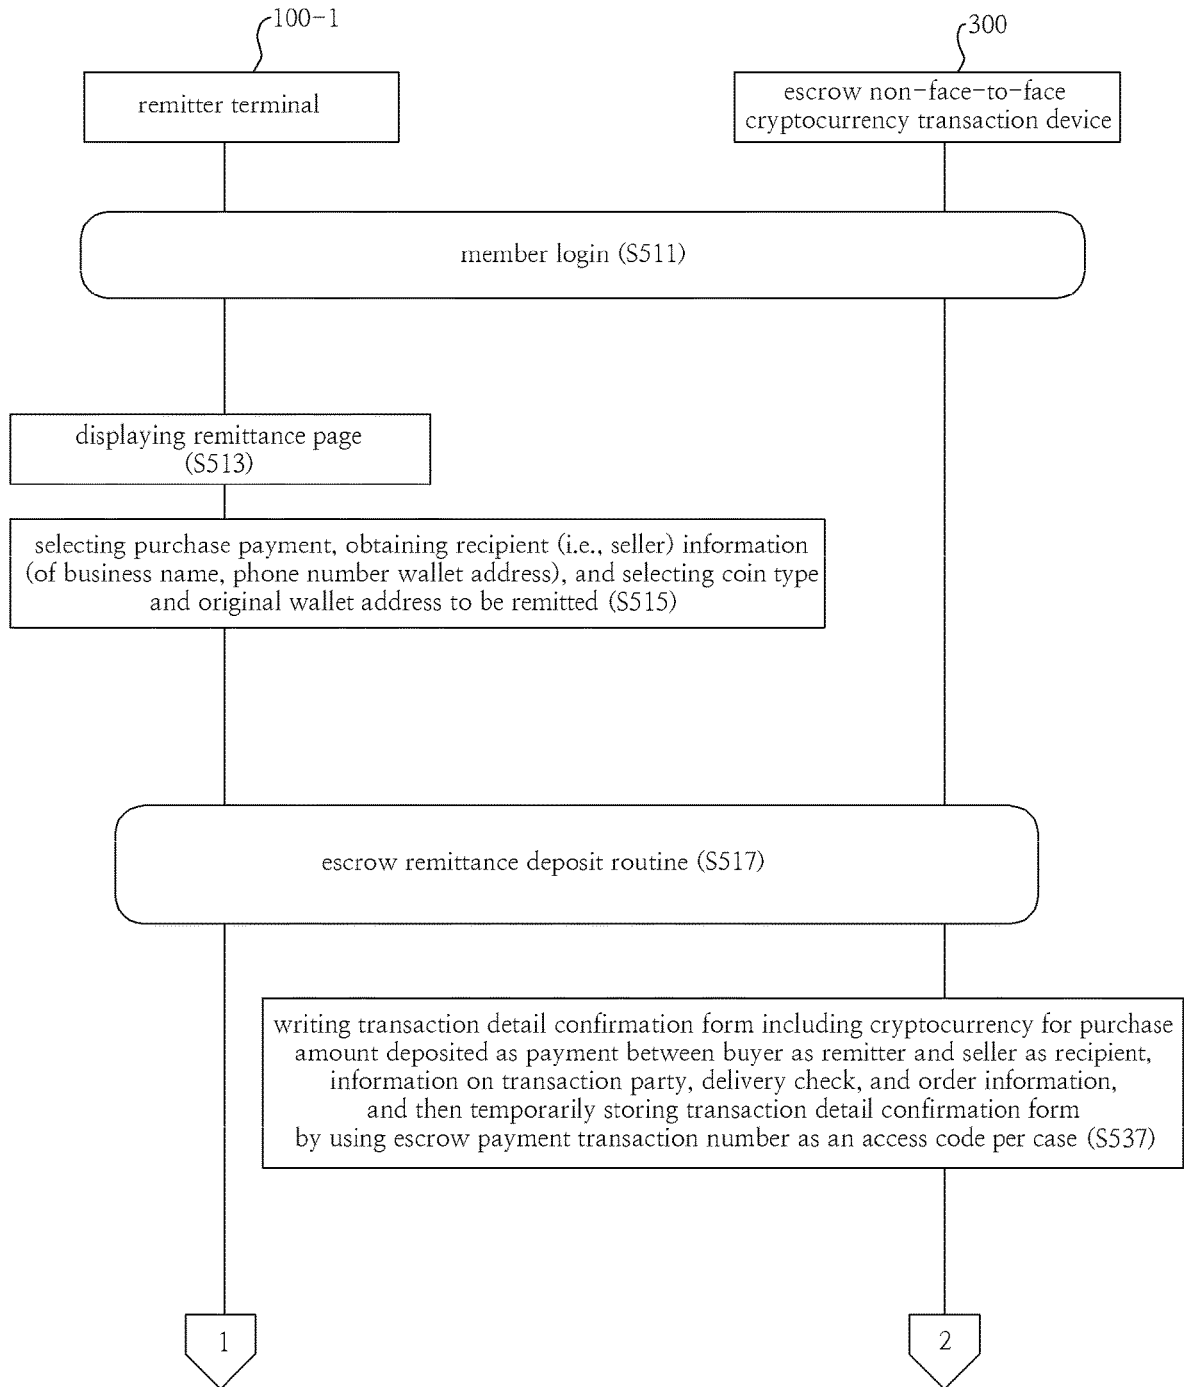 100-1
300
remitter terminal
escrow non-face-to-face
cryptocurrency transaction device
member login (S511)
displaying remittance page
(S513)
selecting purchase payment, obtaining recipient (i.e., seller) information
(of business name, phone number wallet address), and selecting coin type
and original wallet address to be remitted (S515)
escrow remittance deposit routine (S517)
writing transaction detail confirmation form including cryptocurrency for purchase
amount deposited as payment between buyer as remitter and seller as recipient,
information on transaction party, delivery check, and order information,
and then temporarily storing transaction detail confirmation form
by using escrow payment transaction number as an access code per case (S537)
1
2